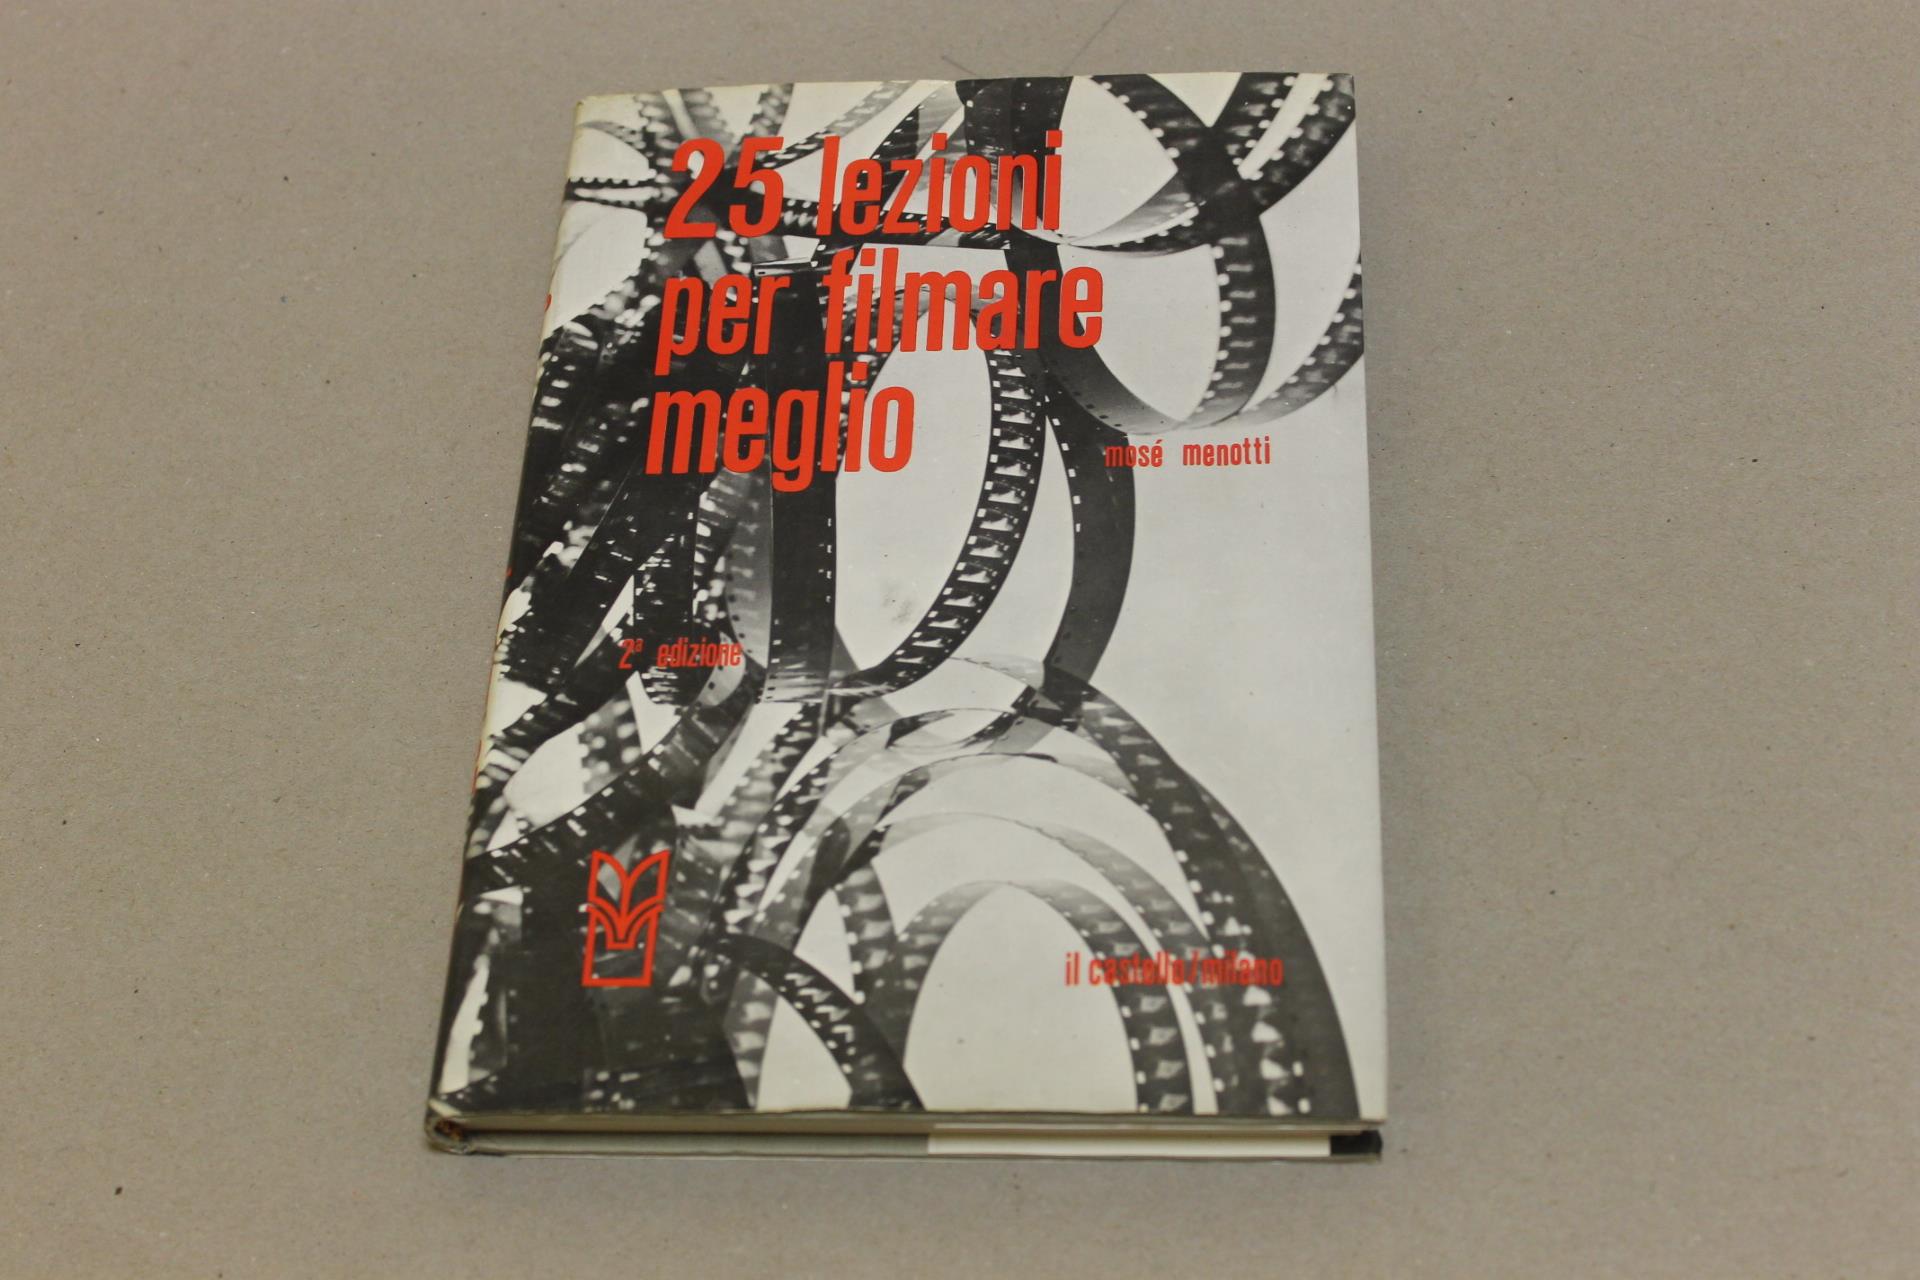 25 lezioni
per filmare
meglio
mosé menotti
2ª edizione
il castello/milano